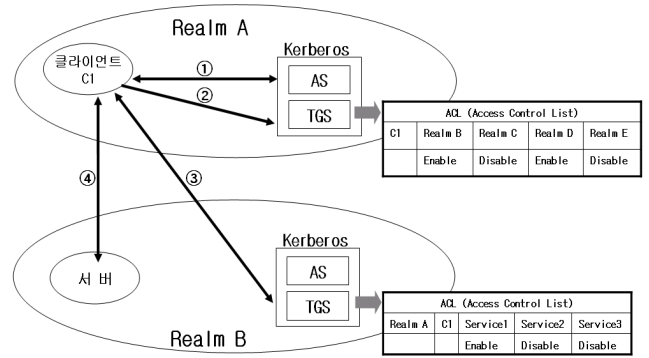 Realm A
클라이언트
C1
Kerberos
①
AS
②
TGS
ACL (Access Control List)
C1 Realm B Realm C Realm D Realm E
Enable Disable Enable Disable
④
③
Kerberos
서 버
AS
TGS
ACL (Access Control List)
Realm A C1 Service1 Service2 Service3
Enable Disable Disable
Realm B